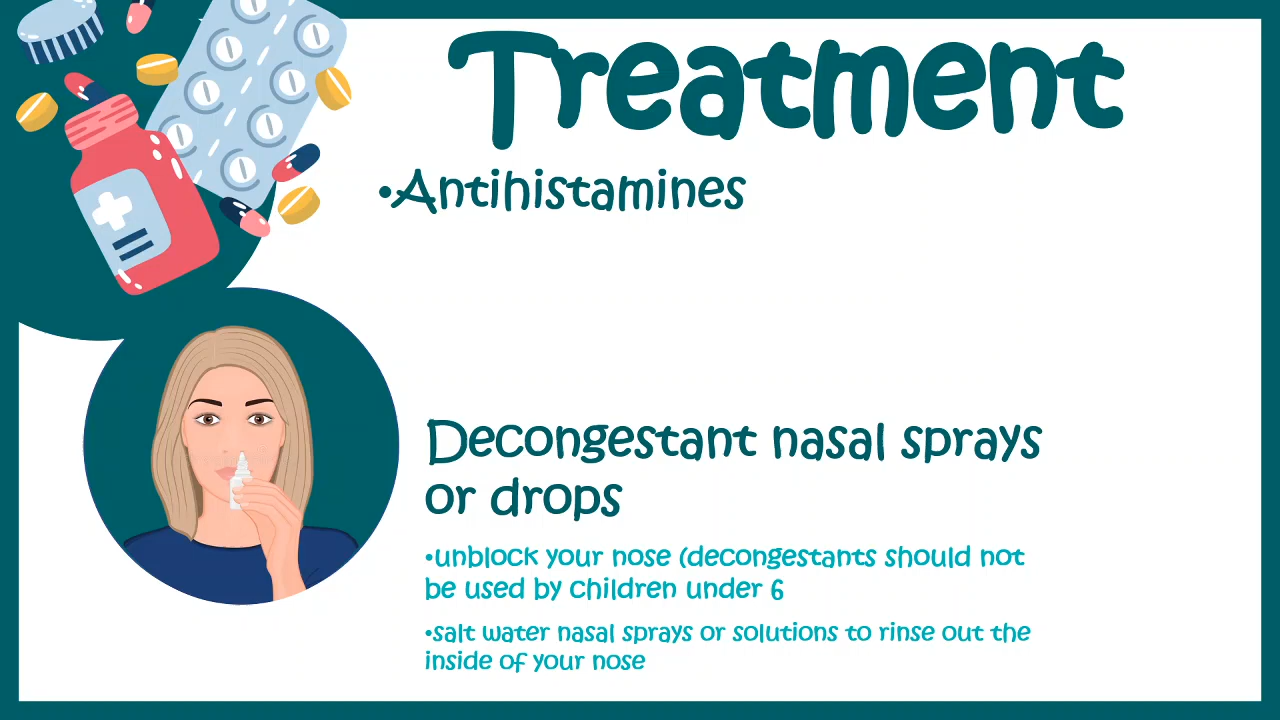 Treatment
•Antihistamines
Decongestant nasal sprays
or drops
•unblock your nose (decongestants should not
be used by children under 6
•salt water nasal sprays or solutions to rinse out the
inside of your nose